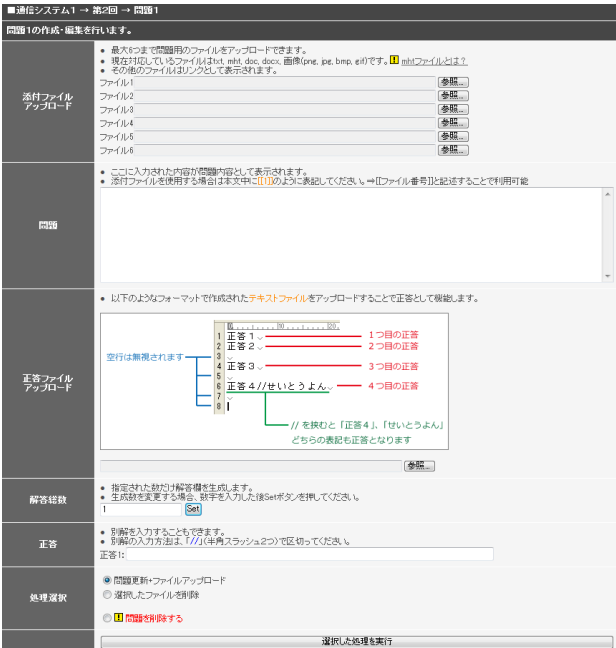 ■通信システム1 → 第2回 → 問題1
問題1の作成・編集を行います。
添付ファイル
アップロード
● 最大6つまで問題用のファイルをアップロードできます。
● 現在対応しているファイルはtxt, mht, doc, docx, 画像(png, jpg, bmp, gif)です。! mhtファイルとは?
● その他のファイルはリンクとして表示されます。
ファイル1 参照...
ファイル2 参照...
ファイル3 参照...
ファイル4 参照...
ファイル5 参照...
ファイル6 参照...
問題
● ここに入力された内容が問題内容として表示されます。
● 添付ファイルを使用する場合は本文中に[[1]]のように表記してください。⇒[[ファイル番号]]と記述することで利用可能
正答ファイル
アップロード
● 以下のようなフォーマットで作成されたテキストファイルをアップロードすることで正答として機能します。
0,....,....10,....,....20,
1 正答1 1つ目の正答
2 正答2 2つ目の正答
空行は無視されます 3
4 正答3 3つ目の正答
5
6 正答4//せいとうよん 4つ目の正答
7
8
// を挟むと「正答4」、「せいとうよん」
どちらの表記も正答となります
参照...
解答総数
● 指定された数だけ解答欄を生成します。
● 生成数を変更する場合、数字を入力した後Setボタンを押してください。
1 Set
正答
● 別解を入力することもできます。
● 別解の入力方法は、「//」(半角スラッシュ2つ)で区切ってください。
正答1:
処理選択
問題更新+ファイルアップロード
選択したファイルを削除
! 問題を削除する
選択した処理を実行